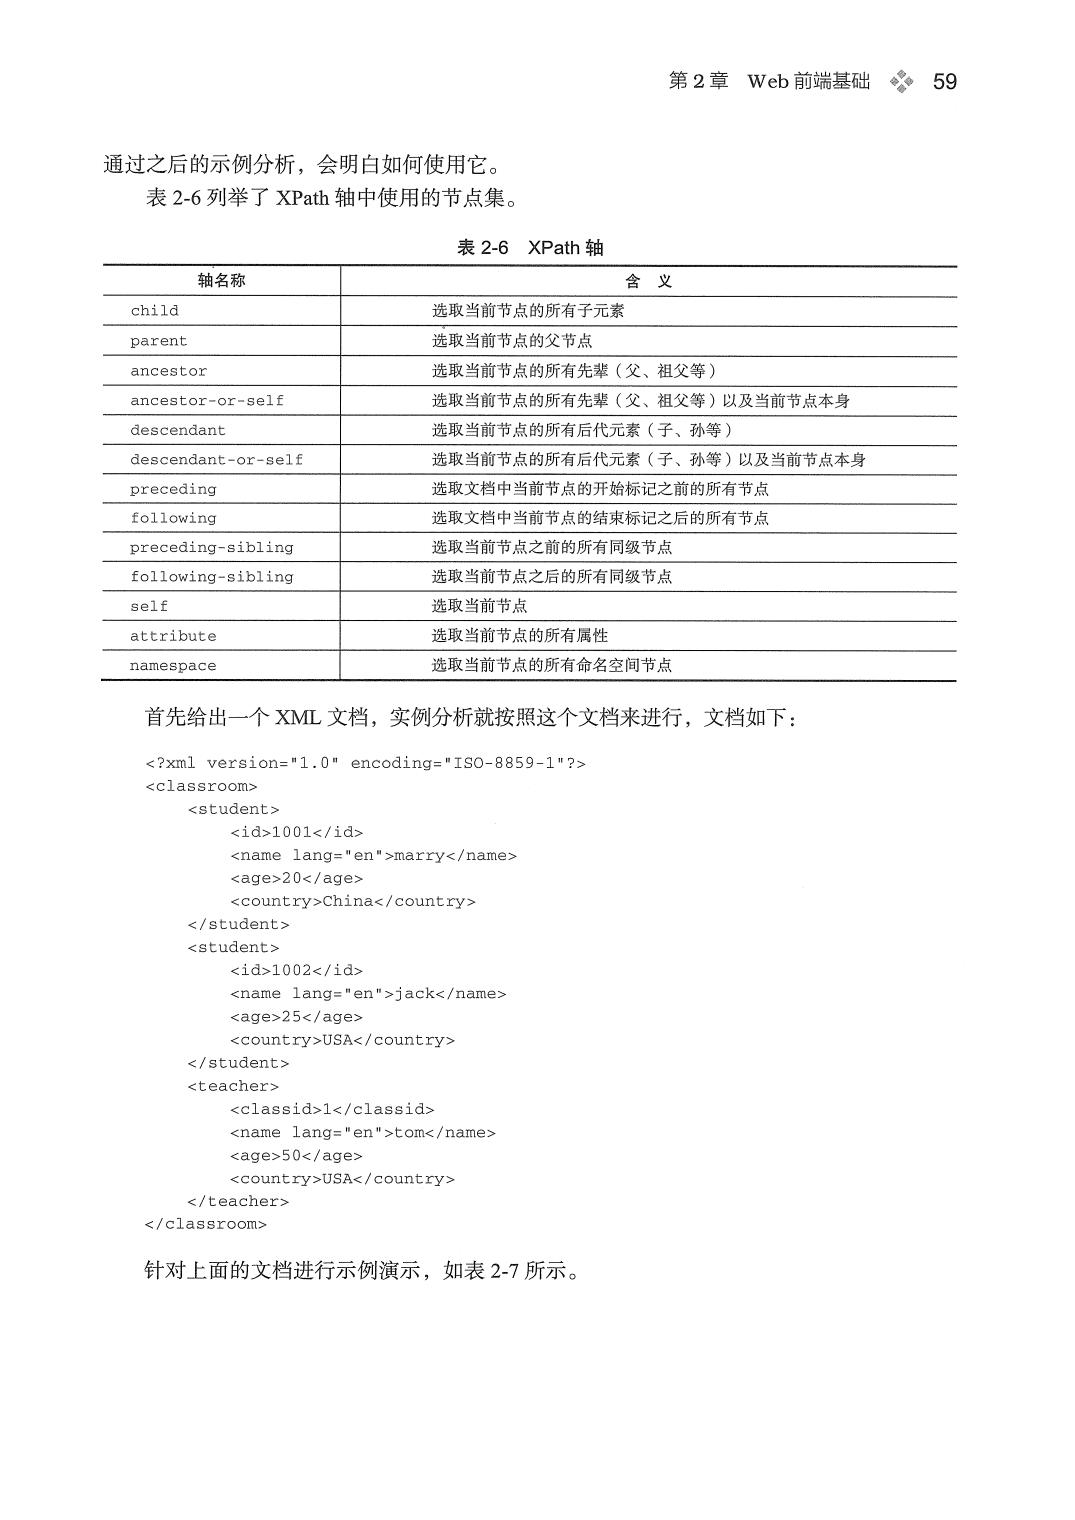 第 2 章 Web 前端基础 59
通过之后的示例分析，会明白如何使用它。
表 2-6 列举了 XPath 轴中使用的节点集。
表 2-6 XPath 轴
轴名称 含 义
child 选取当前节点的所有子元素
parent 选取当前节点的父节点
ancestor 选取当前节点的所有先辈（父、祖父等）
ancestor-or-self 选取当前节点的所有先辈（父、祖父等）以及当前节点本身
descendant 选取当前节点的所有后代元素（子、孙等）
descendant-or-self 选取当前节点的所有后代元素（子、孙等）以及当前节点本身
preceding 选取文档中当前节点的开始标记之前的所有节点
following 选取文档中当前节点的结束标记之后的所有节点
preceding-sibling 选取当前节点之前的所有同级节点
following-sibling 选取当前节点之后的所有同级节点
self 选取当前节点
attribute 选取当前节点的所有属性
namespace 选取当前节点的所有命名空间节点
首先给出一个 XML 文档，实例分析就按照这个文档来进行，文档如下：
<?xml version="1.0" encoding="ISO-8859-1"?>
<classroom>
<student>
<id>1001</id>
<name lang="en">marry</name>
<age>20</age>
<country>China</country>
</student>
<student>
<id>1002</id>
<name lang="en">jack</name>
<age>25</age>
<country>USA</country>
</student>
<teacher>
<classid>1</classid>
<name lang="en">tom</name>
<age>50</age>
<country>USA</country>
</teacher>
</classroom>
针对上面的文档进行示例演示，如表 2-7 所示。